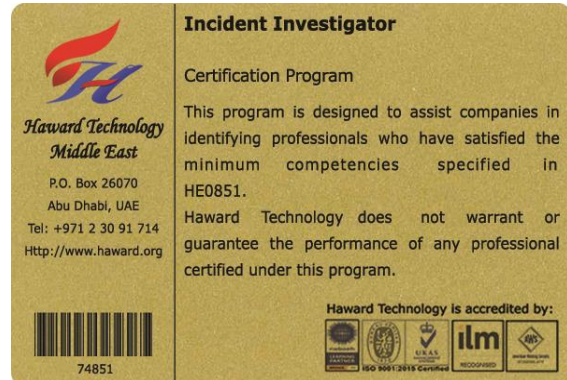 Haward Technology
Middle East
P.O. Box 26070
Abu Dhabi, UAE
Tel: +971 2 30 91 714
Http://www.haward.org
74851
Incident Investigator
Certification Program
This program is designed to assist companies in
identifying professionals who have satisfied the
minimum competencies specified in
HE0851.
Haward Technology does not warrant or
guarantee the performance of any professional
certified under this program.
Haward Technology is accredited by:
LEARNING
PARTNER
ISO 9001:2015 Certified
UKAS
ilm
RECOGNISED